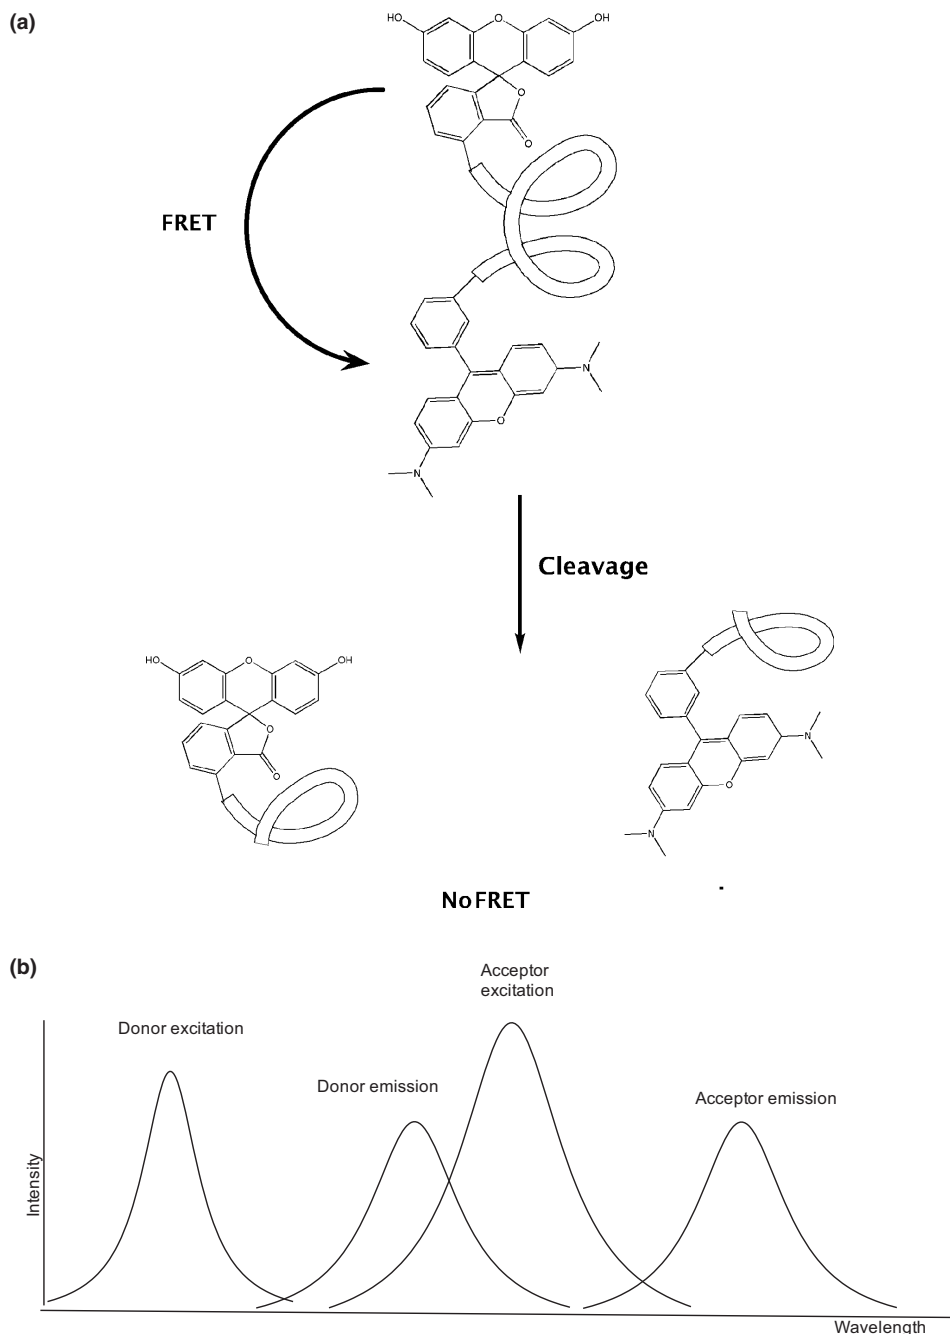 (a)
HO
O
OH
O
O
FRET
N
O
N
Cleavage
HO
O
OH
O
O
N
O
N
No FRET
(b)
Acceptor
excitation
Donor excitation
Donor emission
Acceptor emission
Intensity
Wavelength